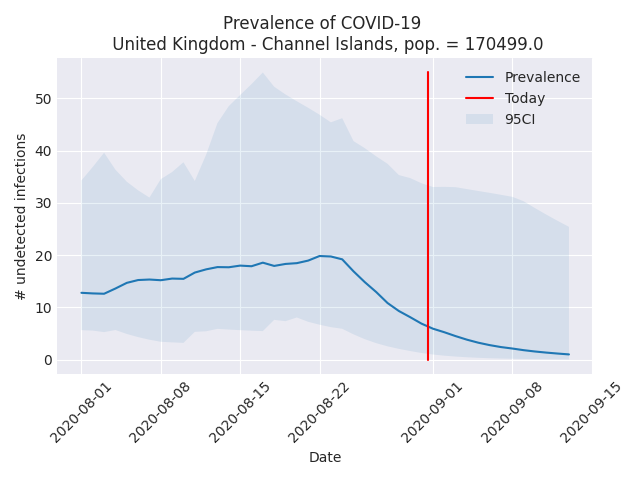 Prevalence of COVID-19
United Kingdom - Channel Islands, pop. = 170499.0
Prevalence
Today
95CI
# undetected infections
50
40
30
20
10
0
2020-08-01
2020-08-08
2020-08-15
2020-08-22
2020-09-01
2020-09-08
2020-09-15
Date